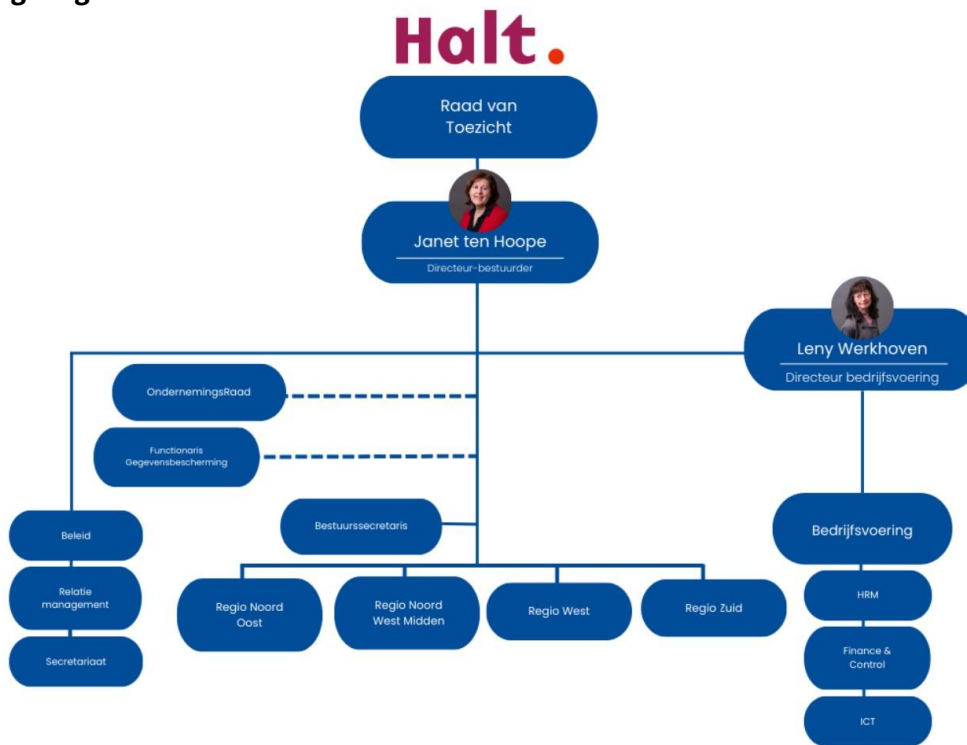 Halt.
Raad van
Toezicht
Janet ten Hoope
Directeur-bestuurder
Leny Werkhoven
Directeur bedrijfsvoering
OndernemingsRaad
Functionaris
Gegevensbescherming
Bestuurssecretaris
Beleid
Relatie
management
Secretariaat
Regio Noord
Oost
Regio Noord
West Midden
Regio West
Regio Zuid
Bedrijfsvoering
HRM
Finance &
Control
ICT